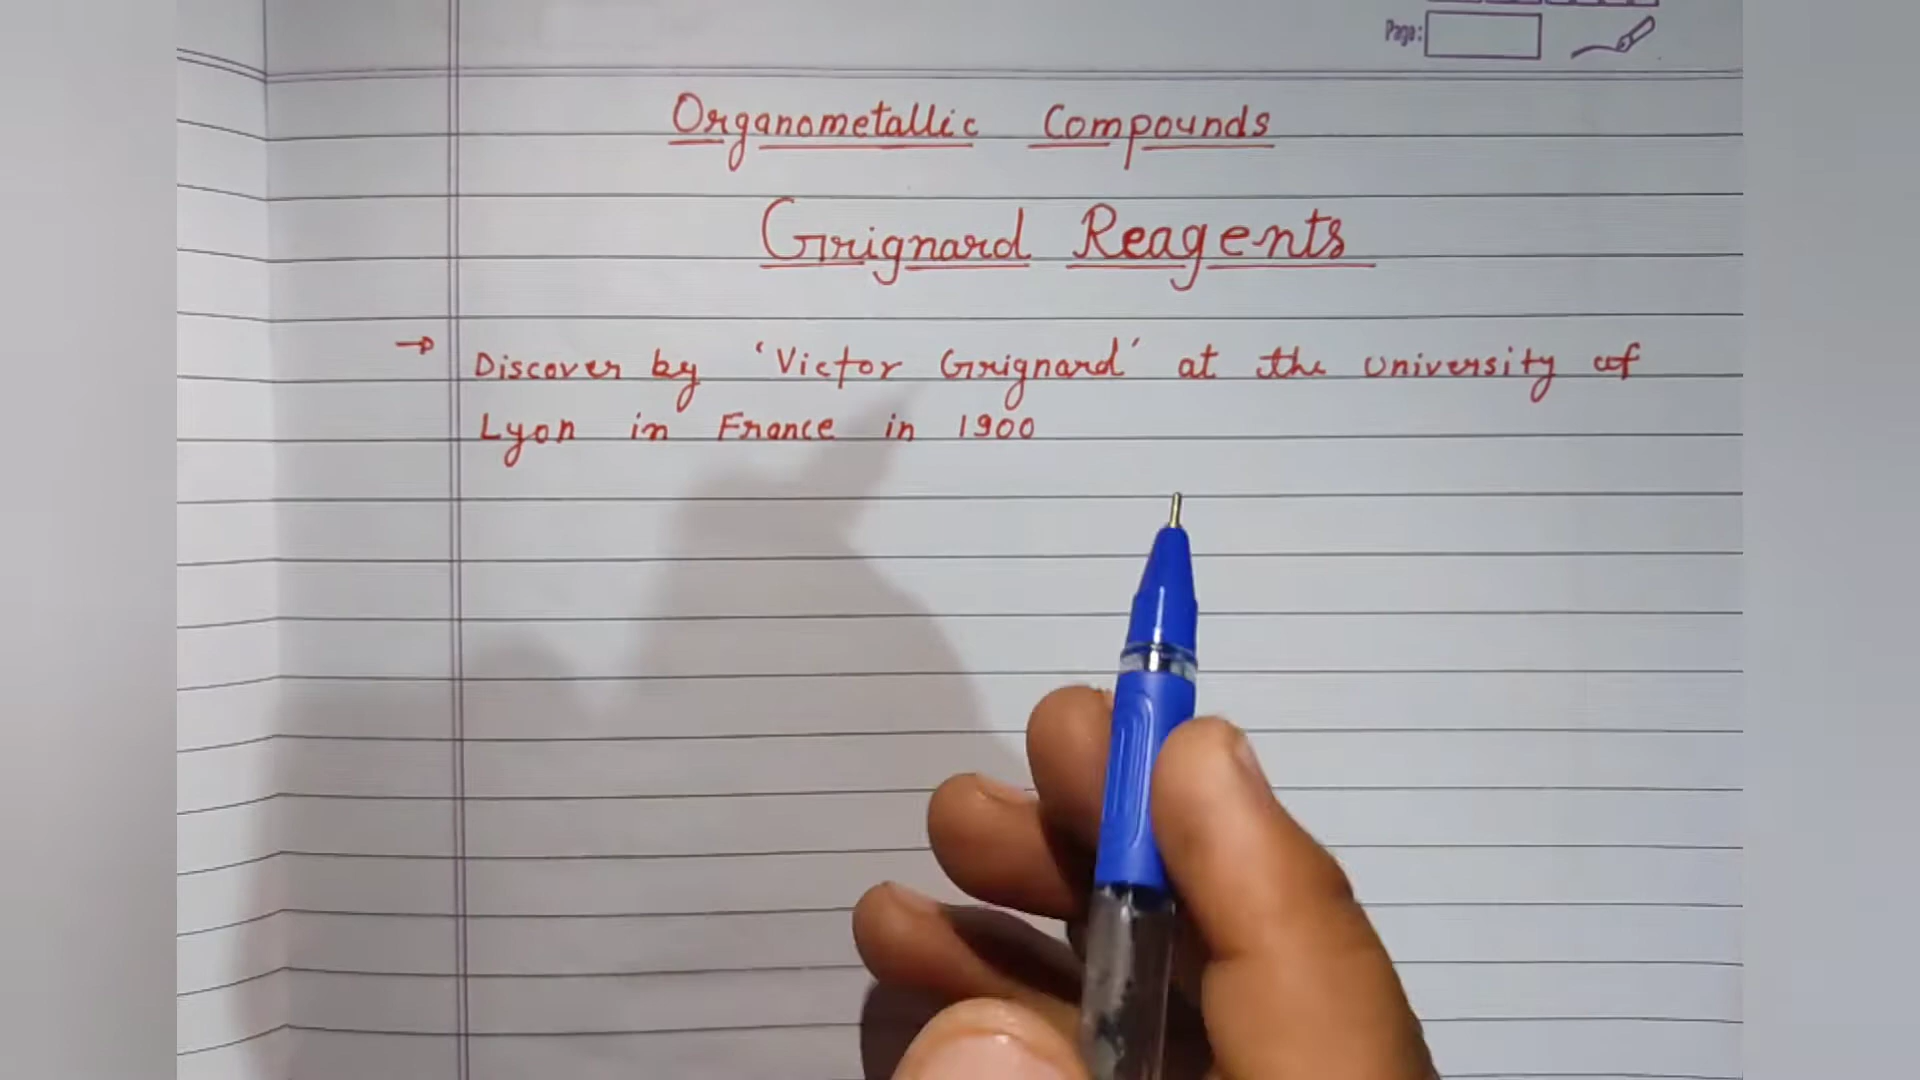 Page:
Organometallic Compounds
Grignard Reagents
→ Discover by 'Victor Grignard' at the University of
Lyon in France in 1900